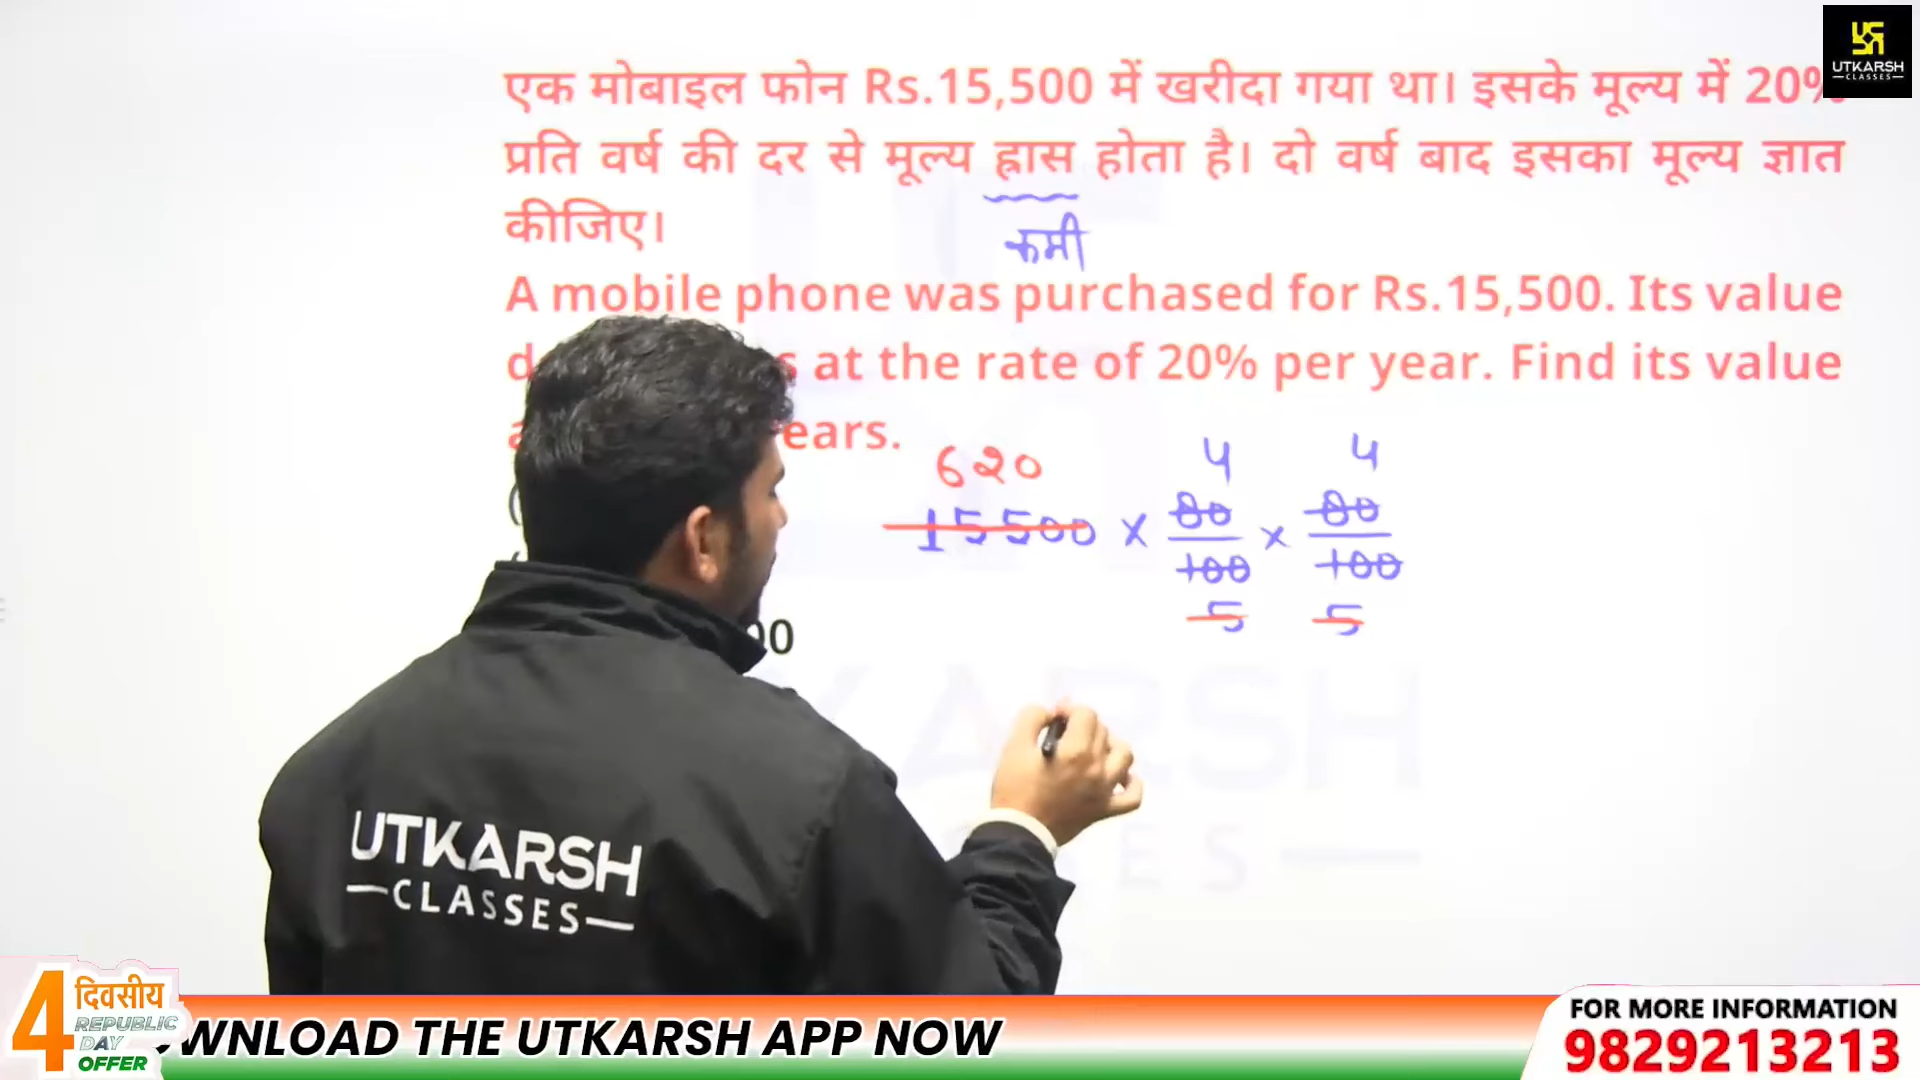 UTKARSH
CLASSES
एक मोबाइल फोन Rs.15,500 में खरीदा गया था। इसके मूल्य में 20%
प्रति वर्ष की दर से मूल्य ह्रास होता है। दो वर्ष बाद इसका मूल्य ज्ञात
कीजिए।
कमी
A mobile phone was purchased for Rs.15,500. Its value
at the rate of 20% per year. Find its value
ears.
6२० 4 4
15500 × 80 × 80
100 100
5 5
00
UTKARSH
CLASSES
4 दिवसीय
REPUBLIC
DAY
OFFER
WNLOAD THE UTKARSH APP NOW
FOR MORE INFORMATION
9829213213